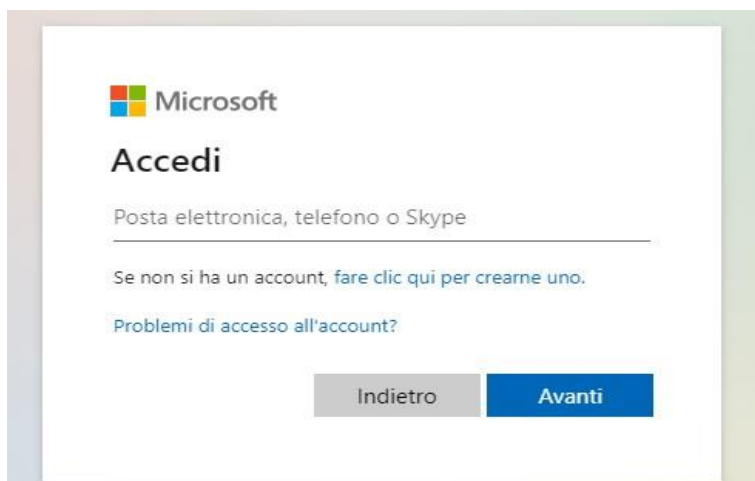 Microsoft
Accedi
Posta elettronica, telefono o Skype
Se non si ha un account, fare clic qui per crearne uno.
Problemi di accesso all'account?
Indietro Avanti